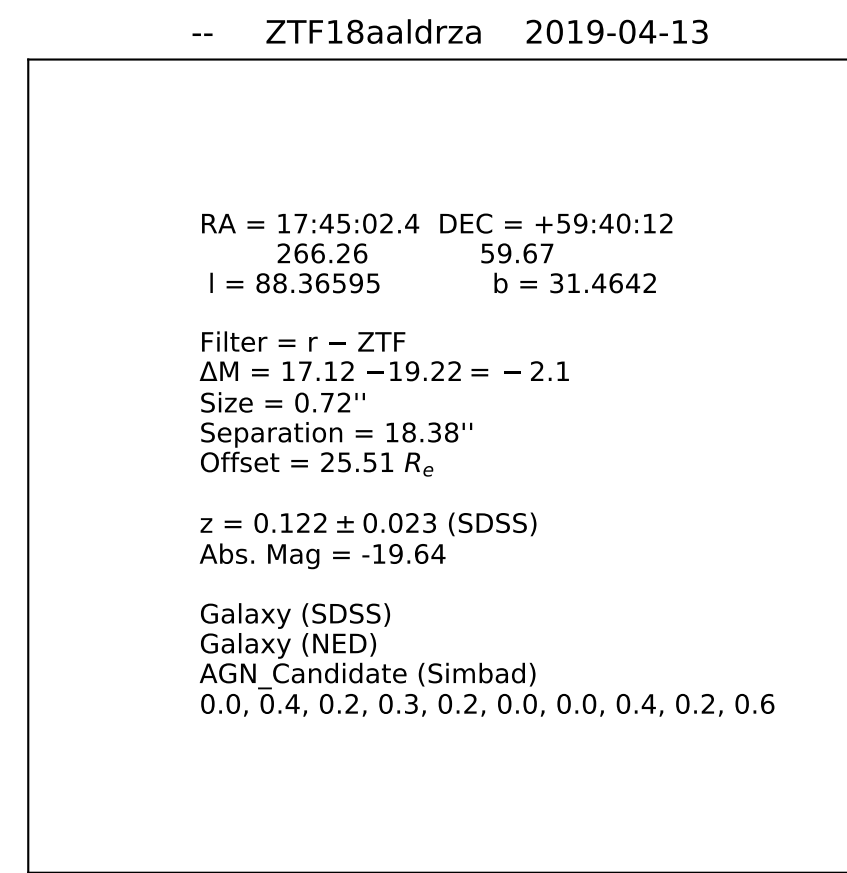 -- ZTF18aaldrza 2019-04-13
RA = 17:45:02.4 DEC = +59:40:12
266.26 59.67
l = 88.36595 b = 31.4642
Filter = r − ZTF
ΔM = 17.12 −19.22 = − 2.1
Size = 0.72''
Separation = 18.38''
Offset = 25.51 Rₑ
z = 0.122 ± 0.023 (SDSS)
Abs. Mag = -19.64
Galaxy (SDSS)
Galaxy (NED)
AGN_Candidate (Simbad)
0.0, 0.4, 0.2, 0.3, 0.2, 0.0, 0.0, 0.4, 0.2, 0.6